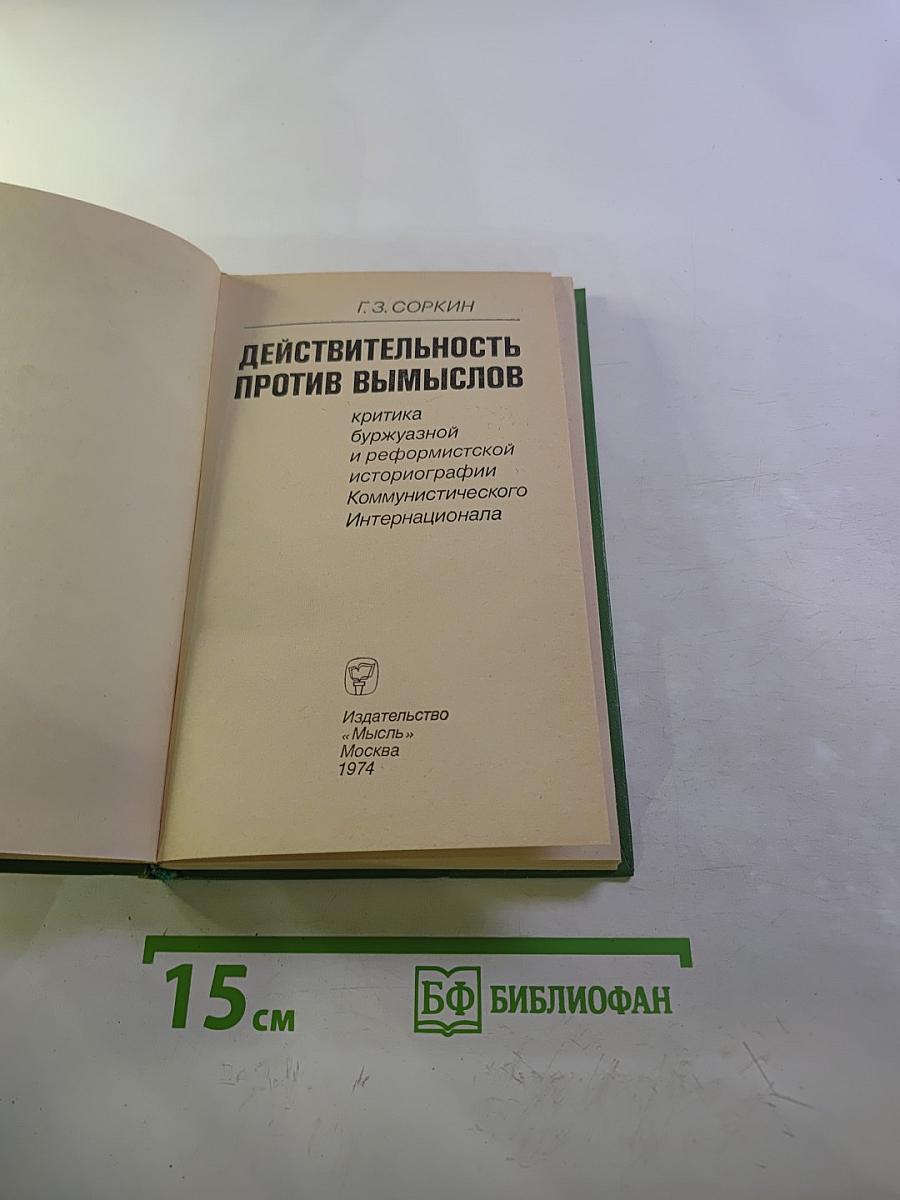 Г. З. СОРКИН
ДЕЙСТВИТЕЛЬНОСТЬ
ПРОТИВ ВЫМЫСЛОВ
критика
буржуазной
и реформистской
историографии
Коммунистического
Интернационала
Издательство
«Мысль»
Москва
1974
15 см
БФ БИБЛИОФАН